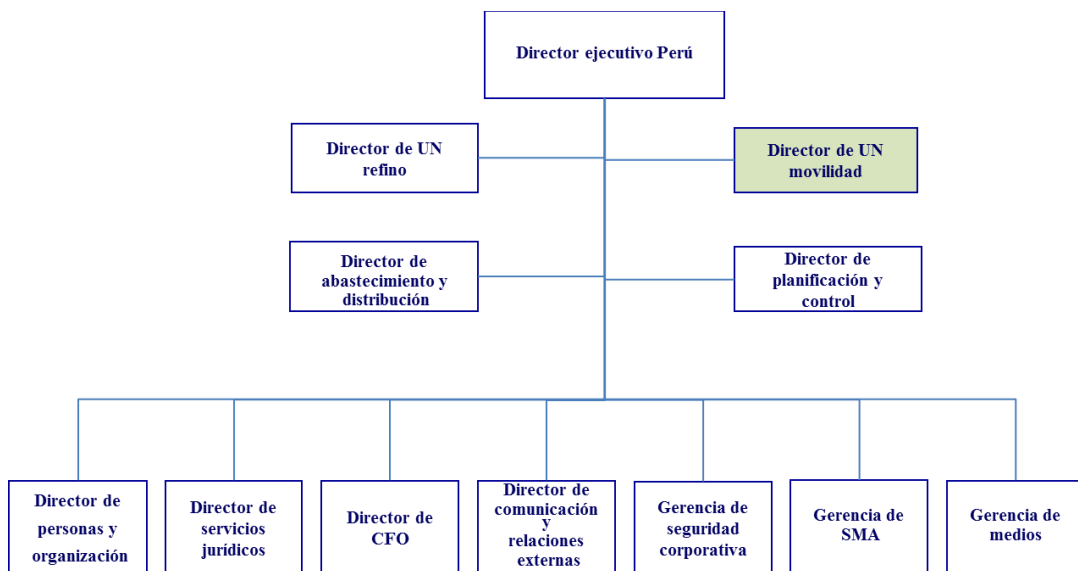 Director ejecutivo Perú
Director de UN
refino
Director de UN
movilidad
Director de
abastecimiento y
distribución
Director de
planificación y
control
Director de
personas y
organización
Director de
servicios
jurídicos
Director de
CFO
Director de
comunicación
y
relaciones
externas
Gerencia de
seguridad
corporativa
Gerencia de
SMA
Gerencia de
medios